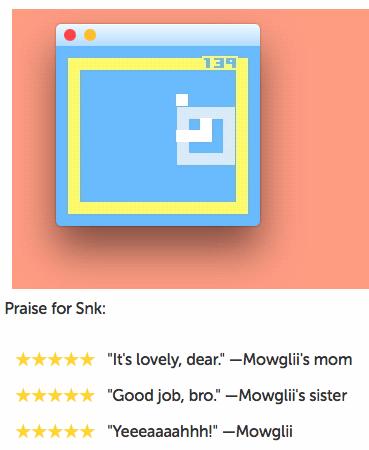 139
Praise for Snk:
★★★★★ "It's lovely, dear." —Mowglii's mom
★★★★★ "Good job, bro." —Mowglii's sister
★★★★★ "Yeeeaaaahhh!" —Mowglii